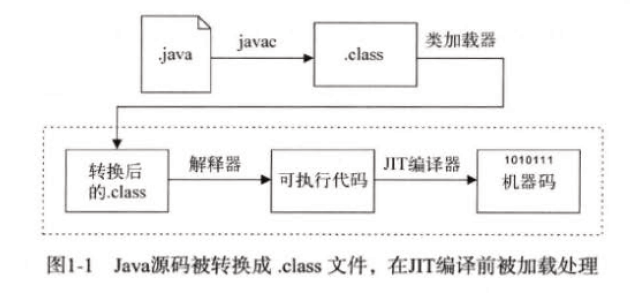 .java
javac
.class
类加载器
转换后
的.class
解释器
可执行代码
JIT编译器
1010111
机器码
图1-1 Java源码被转换成 .class 文件，在JIT编译前被加载处理